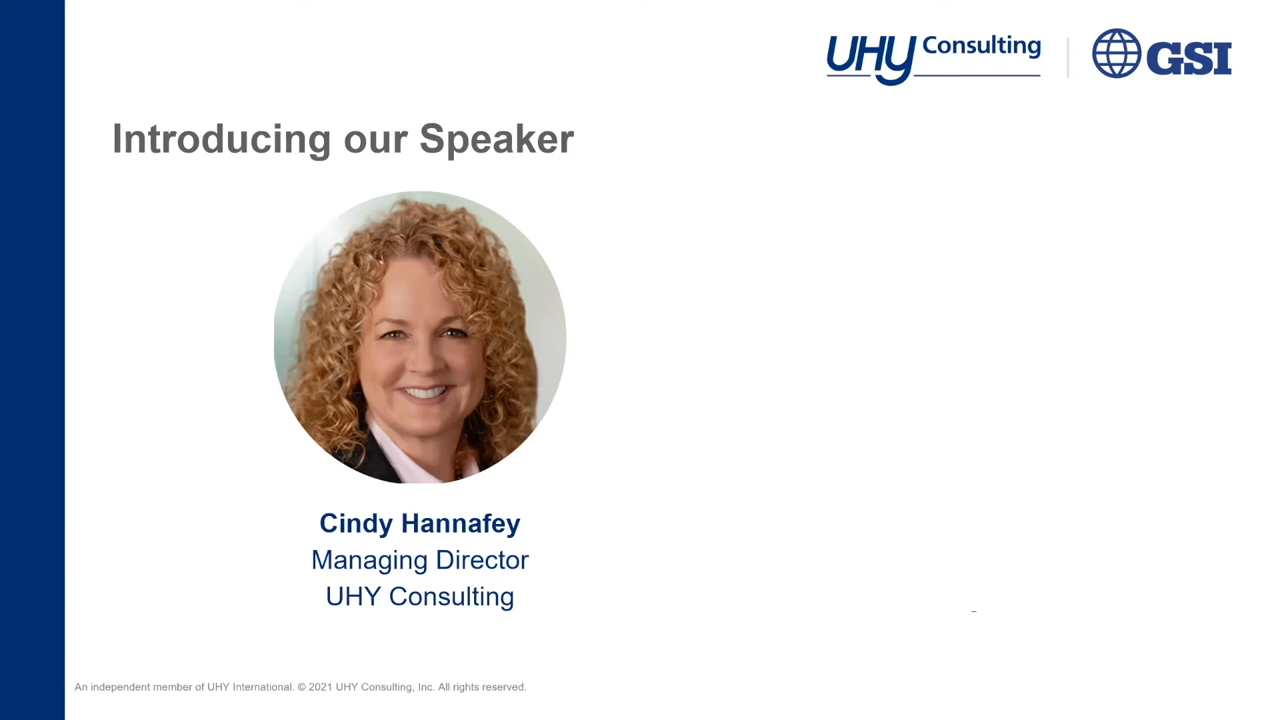 UHY Consulting
GSI
Introducing our Speaker
Cindy Hannafey
Managing Director
UHY Consulting
An independent member of UHY International. © 2021 UHY Consulting, Inc. All rights reserved.